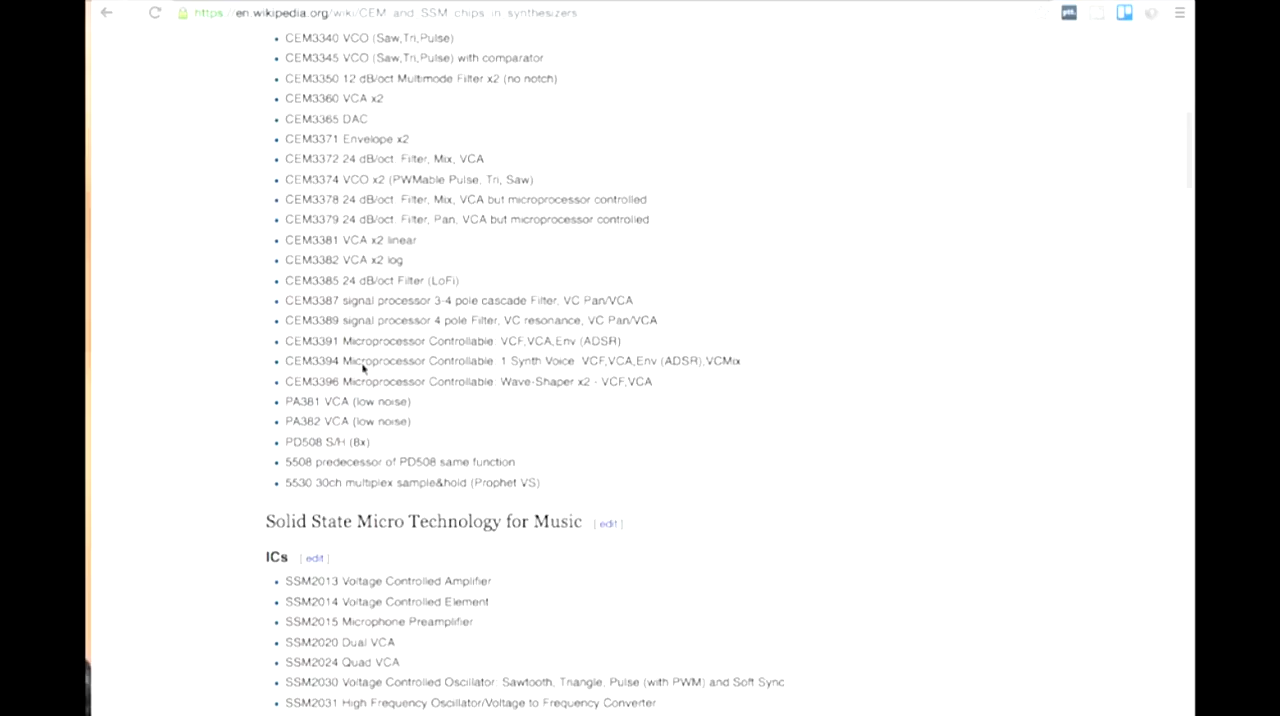 https://en.wikipedia.org/wiki/CEM_and_SSM_chips_in_synthesizers
CEM3340 VCO (Saw,Tri,Pulse)
CEM3345 VCO (Saw,Tri,Pulse) with comparator
CEM3350 12 dB/oct Multimode Filter x2 (no notch)
CEM3360 VCA x2
CEM3365 DAC
CEM3371 Envelope x2
CEM3372 24 dB/oct Filter, Mix, VCA
CEM3374 VCO x2 (PWMable Pulse, Tri, Saw)
CEM3378 24 dB/oct Filter, Mix, VCA but microprocessor controlled
CEM3379 24 dB/oct Filter, Pan, VCA but microprocessor controlled
CEM3381 VCA x2 linear
CEM3382 VCA x2 log
CEM3385 24 dB/oct Filter (LoFi)
CEM3387 signal processor 3-4 pole cascade Filter, VC Pan/VCA
CEM3389 signal processor 4 pole Filter, VC resonance, VC Pan/VCA
CEM3391 Microprocessor Controllable: VCF,VCA,Env (ADSR)
CEM3394 Microprocessor Controllable: 1 Synth Voice VCF,VCA,Env (ADSR),VCMix
CEM3396 Microprocessor Controllable: Wave-Shaper x2 - VCF,VCA
PA381 VCA (low noise)
PA382 VCA (low noise)
PD508 S/H (8x)
5508 predecessor of PD508 same function
5530 30ch multiplex sample&hold (Prophet VS)
Solid State Micro Technology for Music [edit]
ICs [edit]
SSM2013 Voltage Controlled Amplifier
SSM2014 Voltage Controlled Element
SSM2015 Microphone Preamplifier
SSM2020 Dual VCA
SSM2024 Quad VCA
SSM2030 Voltage Controlled Oscillator: Sawtooth, Triangle, Pulse (with PWM) and Soft Sync
SSM2031 High Frequency Oscillator/Voltage to Frequency Converter